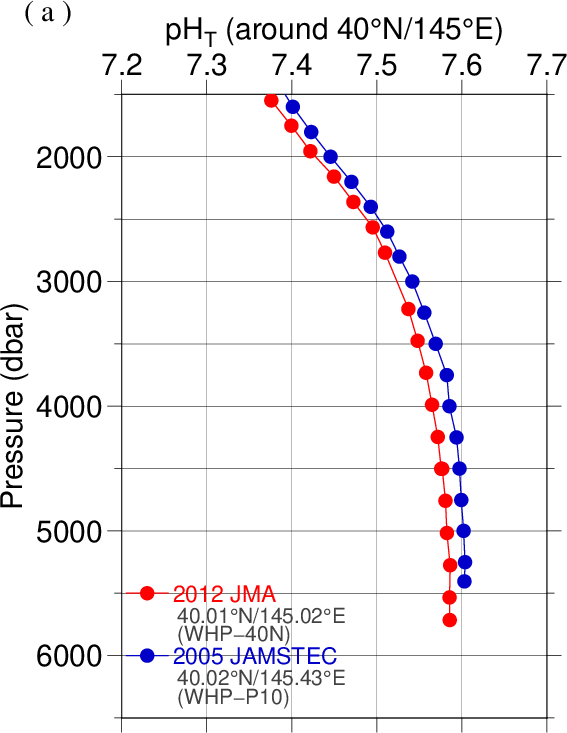 ( a )
pH_T (around 40°N/145°E)
7.2 7.3 7.4 7.5 7.6 7.7
Pressure (dbar)
2000
3000
4000
5000
6000
2012 JMA
40.01°N/145.02°E
(WHP−40N)
2005 JAMSTEC
40.02°N/145.43°E
(WHP−P10)